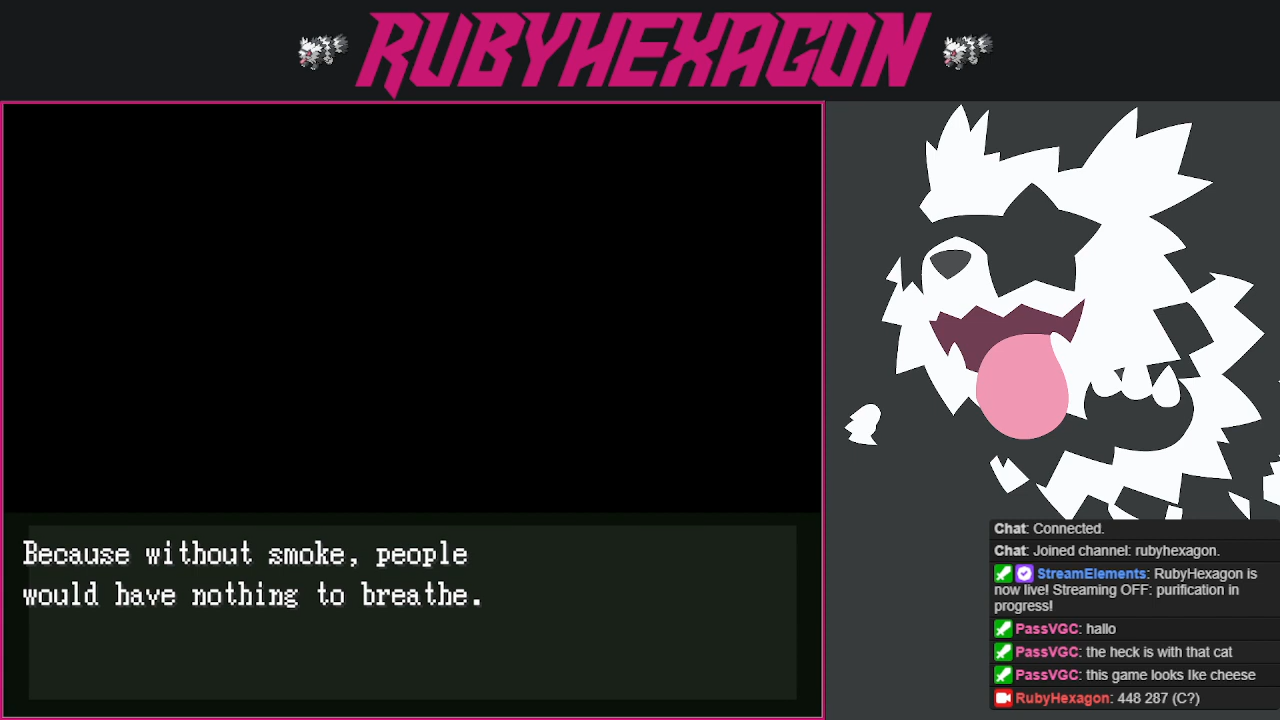 RUBYHEXAGON
Because without smoke, people
would have nothing to breathe.
Chat: Connected.
Chat: Joined channel: rubyhexagon.
StreamElements: RubyHexagon is
now live! Streaming OFF: purification in
progress!
PassVGC: hallo
PassVGC: the heck is with that cat
PassVGC: this game looks lke cheese
RubyHexagon: 448 287 (C?)